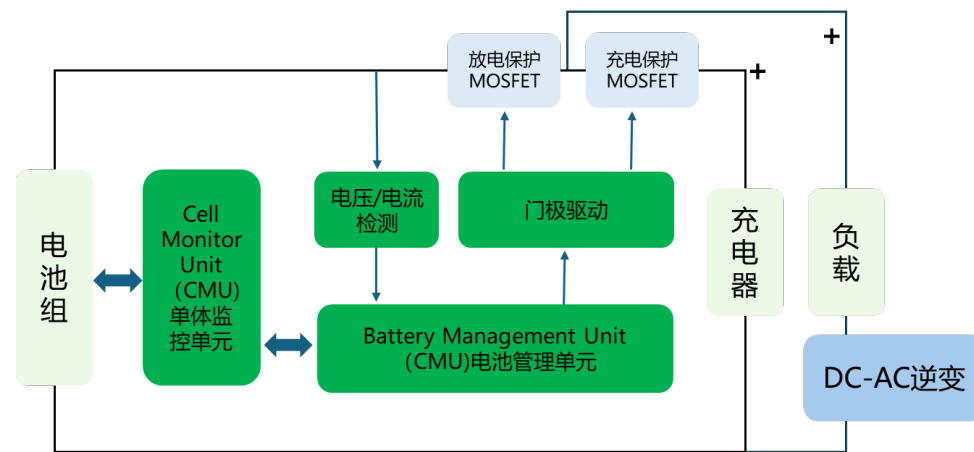 放电保护
MOSFET
充电保护
MOSFET
+
+
电
池
组
Cell
Monitor
Unit
（CMU)
单体监
控单元
电压/电流
检测
门极驱动
Battery Management Unit
（CMU)电池管理单元
充
电
器
负
载
DC-AC逆变